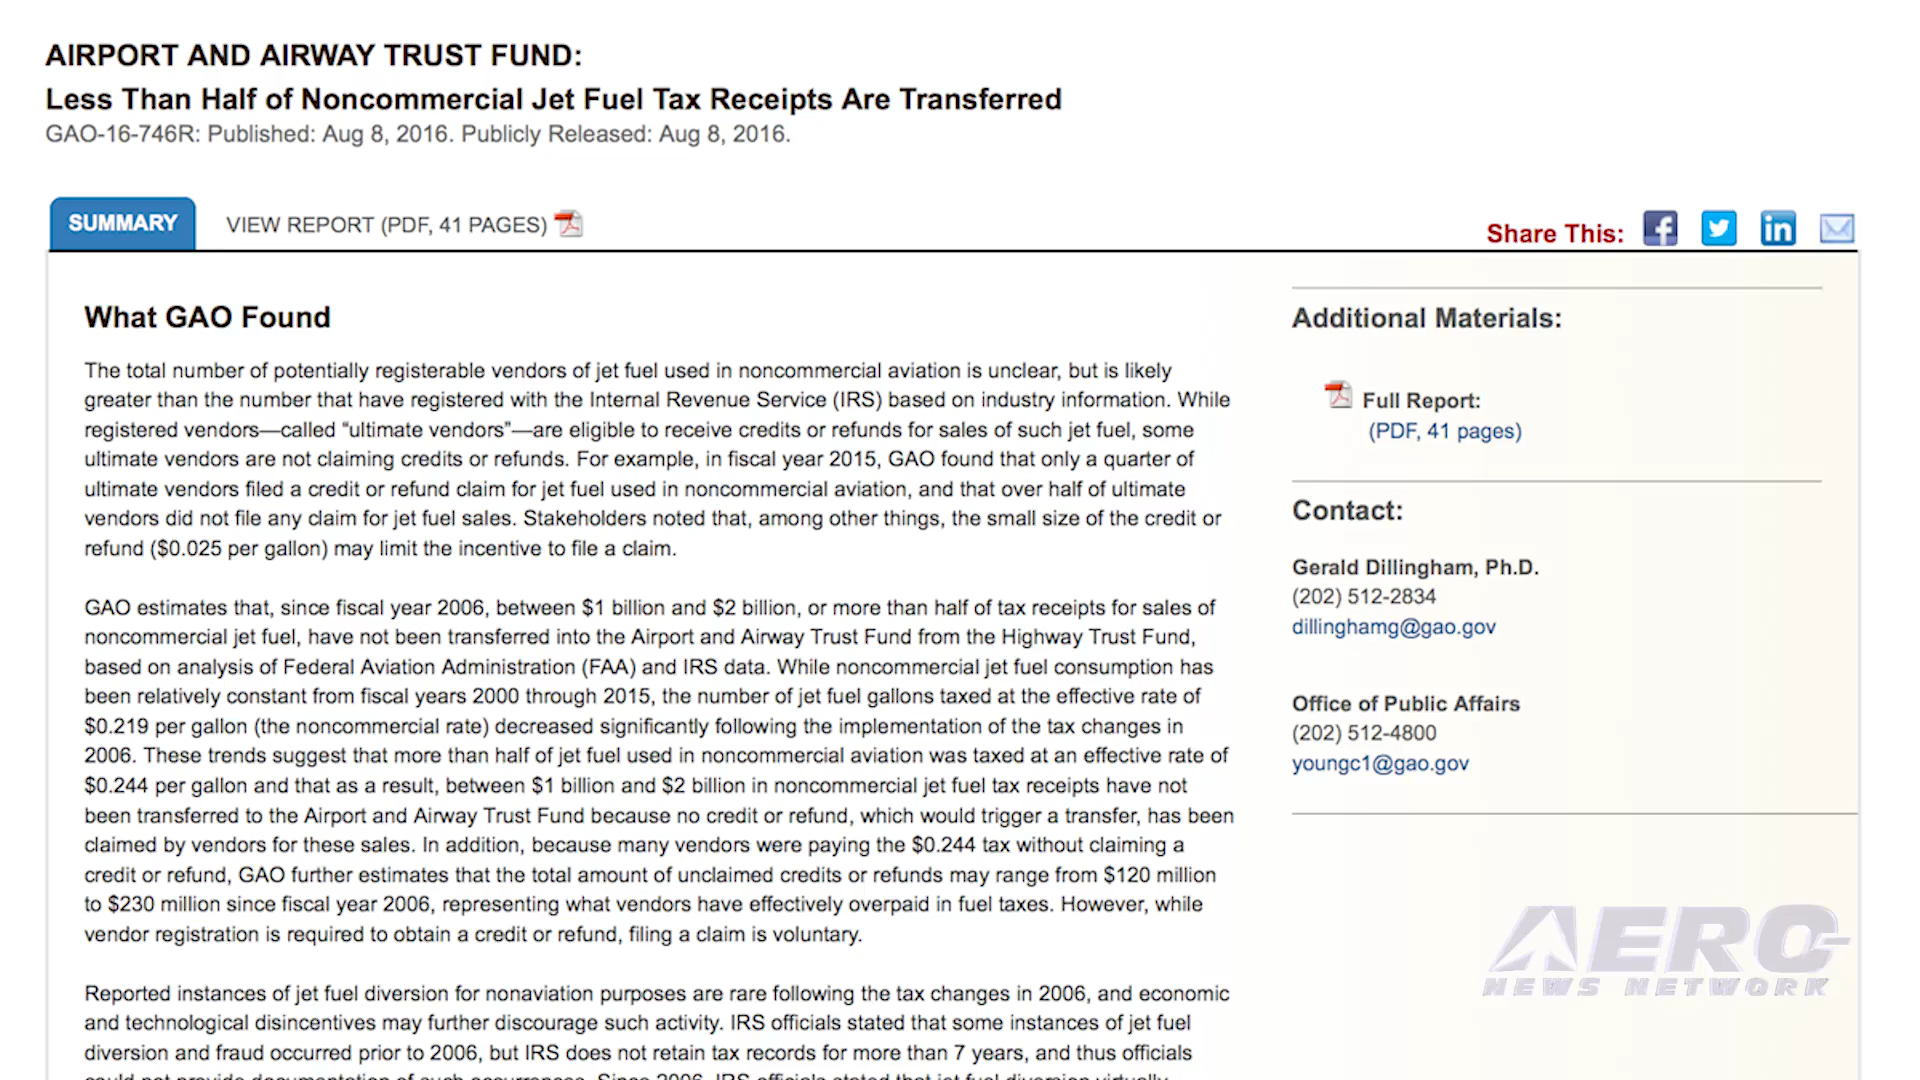 AIRPORT AND AIRWAY TRUST FUND:
Less Than Half of Noncommercial Jet Fuel Tax Receipts Are Transferred
GAO-16-746R: Published: Aug 8, 2016. Publicly Released: Aug 8, 2016.
SUMMARY
VIEW REPORT (PDF, 41 PAGES)
Share This:
What GAO Found
The total number of potentially registerable vendors of jet fuel used in noncommercial aviation is unclear, but is likely
greater than the number that have registered with the Internal Revenue Service (IRS) based on industry information. While
registered vendors—called “ultimate vendors”—are eligible to receive credits or refunds for sales of such jet fuel, some
ultimate vendors are not claiming credits or refunds. For example, in fiscal year 2015, GAO found that only a quarter of
ultimate vendors filed a credit or refund claim for jet fuel used in noncommercial aviation, and that over half of ultimate
vendors did not file any claim for jet fuel sales. Stakeholders noted that, among other things, the small size of the credit or
refund ($0.025 per gallon) may limit the incentive to file a claim.
GAO estimates that, since fiscal year 2006, between $1 billion and $2 billion, or more than half of tax receipts for sales of
noncommercial jet fuel, have not been transferred into the Airport and Airway Trust Fund from the Highway Trust Fund,
based on analysis of Federal Aviation Administration (FAA) and IRS data. While noncommercial jet fuel consumption has
been relatively constant from fiscal years 2000 through 2015, the number of jet fuel gallons taxed at the effective rate of
$0.219 per gallon (the noncommercial rate) decreased significantly following the implementation of the tax changes in
2006. These trends suggest that more than half of jet fuel used in noncommercial aviation was taxed at an effective rate of
$0.244 per gallon and that as a result, between $1 billion and $2 billion in noncommercial jet fuel tax receipts have not
been transferred to the Airport and Airway Trust Fund because no credit or refund, which would trigger a transfer, has been
claimed by vendors for these sales. In addition, because many vendors were paying the $0.244 tax without claiming a
credit or refund, GAO further estimates that the total amount of unclaimed credits or refunds may range from $120 million
to $230 million since fiscal year 2006, representing what vendors have effectively overpaid in fuel taxes. However, while
vendor registration is required to obtain a credit or refund, filing a claim is voluntary.
Reported instances of jet fuel diversion for nonaviation purposes are rare following the tax changes in 2006, and economic
and technological disincentives may further discourage such activity. IRS officials stated that some instances of jet fuel
diversion and fraud occurred prior to 2006, but IRS does not retain tax records for more than 7 years, and thus officials
could not provide documentation of such occurrences. Since 2006, IRS officials stated that jet fuel diversion virtually
Additional Materials:
Full Report:
(PDF, 41 pages)
Contact:
Gerald Dillingham, Ph.D.
(202) 512-2834
dillinghamg@gao.gov
Office of Public Affairs
(202) 512-4800
youngc1@gao.gov
AERO-
NEWS NETWORK